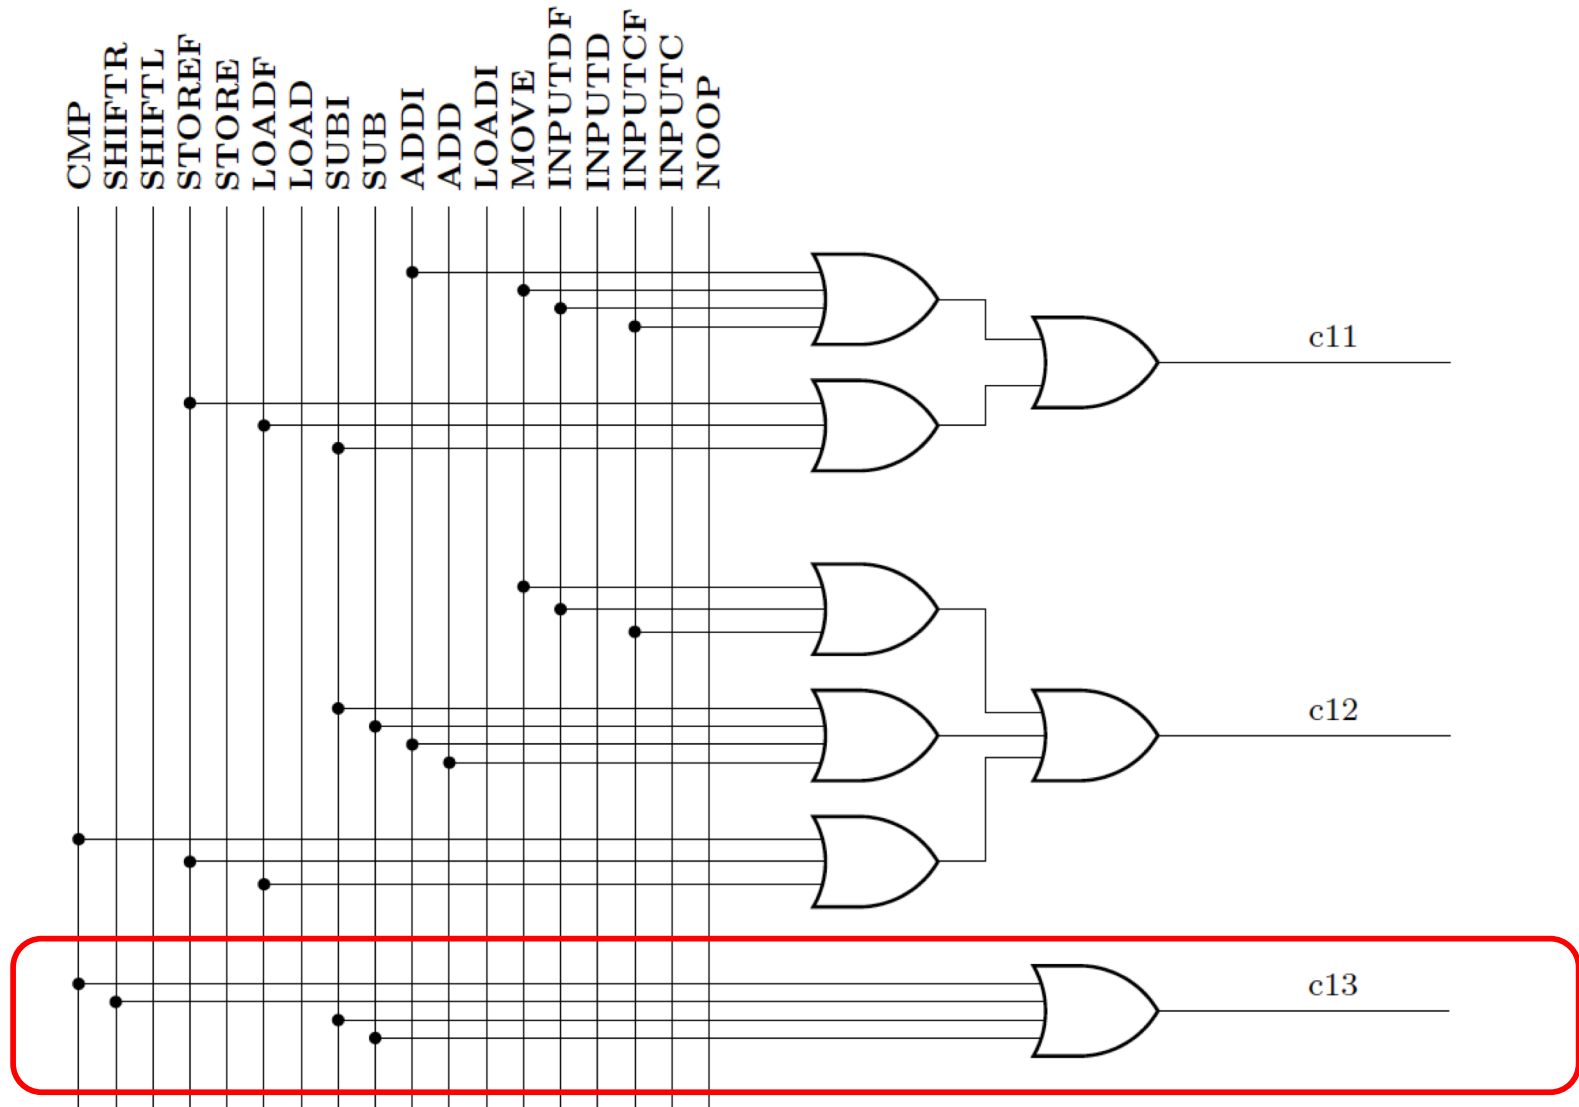 CMP
SHIFTR
SHIFTL
STOREF
STORE
LOADF
LOAD
SUBI
SUB
ADDI
ADD
LOADI
MOVE
INPUTDF
INPUTD
INPUTCF
INPUTC
NOOP
c11
c12
c13